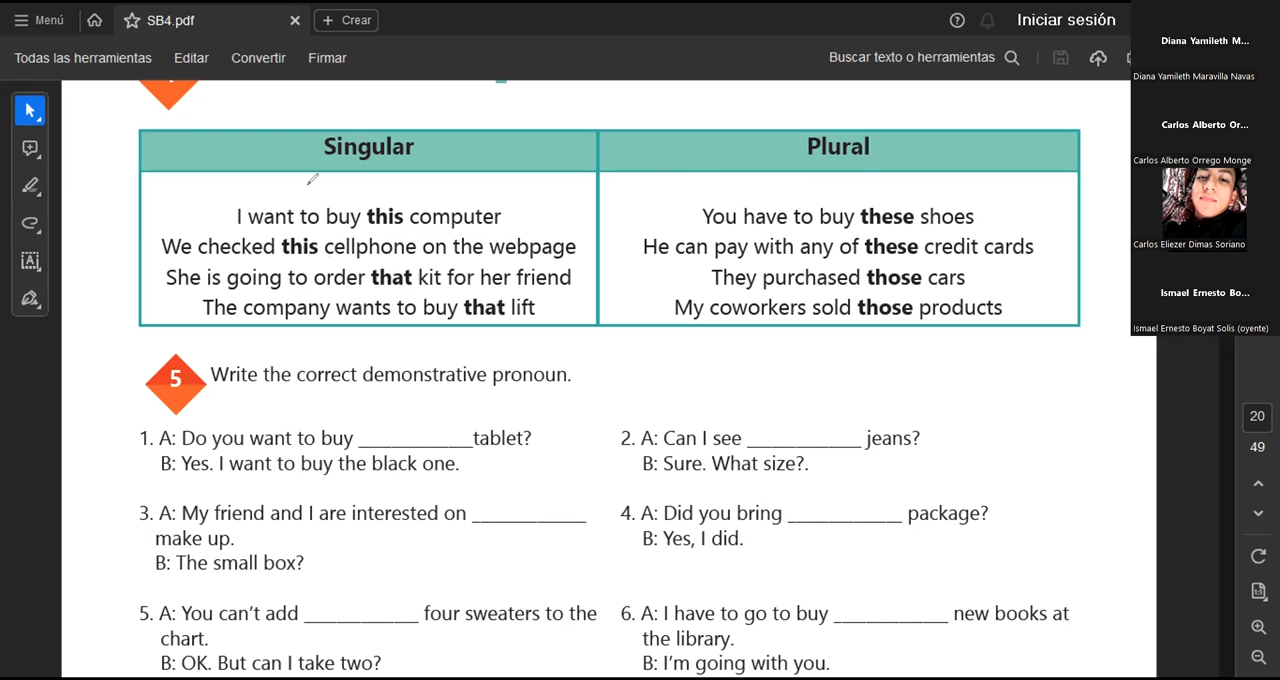 Menú
SB4.pdf
Crear
Iniciar sesión
Todas las herramientas
Editar
Convertir
Firmar
Buscar texto o herramientas
Diana Yamileth M...
Diana Yamileth Maravilla Navas
Carlos Alberto Or...
Carlos Alberto Orrego Monge
Carlos Eliezer Dimas Soriano
Ismael Ernesto Bo...
Ismael Ernesto Boyat Solis (oyente)
Singular
I want to buy this computer
We checked this cellphone on the webpage
She is going to order that kit for her friend
The company wants to buy that lift
Plural
You have to buy these shoes
He can pay with any of these credit cards
They purchased those cars
My coworkers sold those products
5 Write the correct demonstrative pronoun.
1. A: Do you want to buy ___________tablet?
B: Yes. I want to buy the black one.
2. A: Can I see ___________ jeans?
B: Sure. What size?.
3. A: My friend and I are interested on ___________
make up.
B: The small box?
4. A: Did you bring ___________ package?
B: Yes, I did.
5. A: You can’t add ___________ four sweaters to the
chart.
B: OK. But can I take two?
6. A: I have to go to buy ___________ new books at
the library.
B: I’m going with you.
20
49